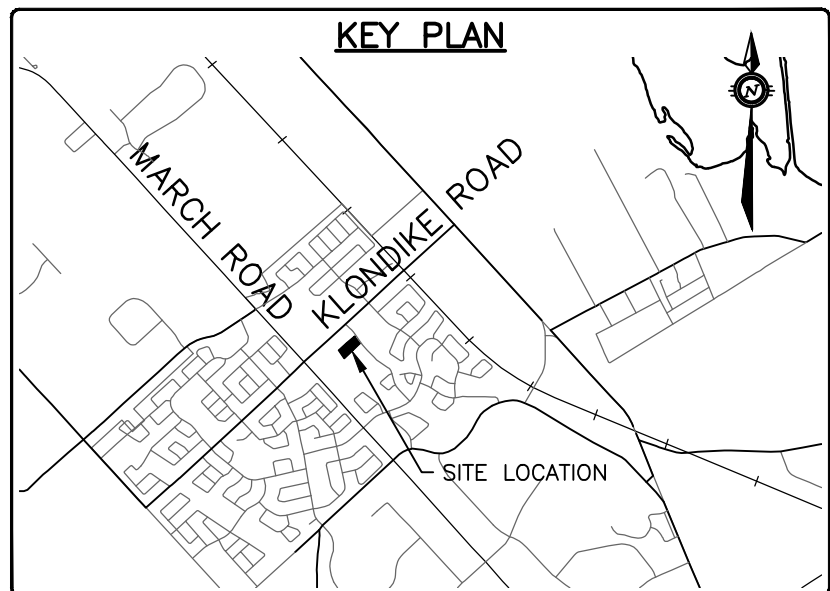 KEY PLAN
N
MARCH ROAD
KLONDIKE ROAD
SITE LOCATION